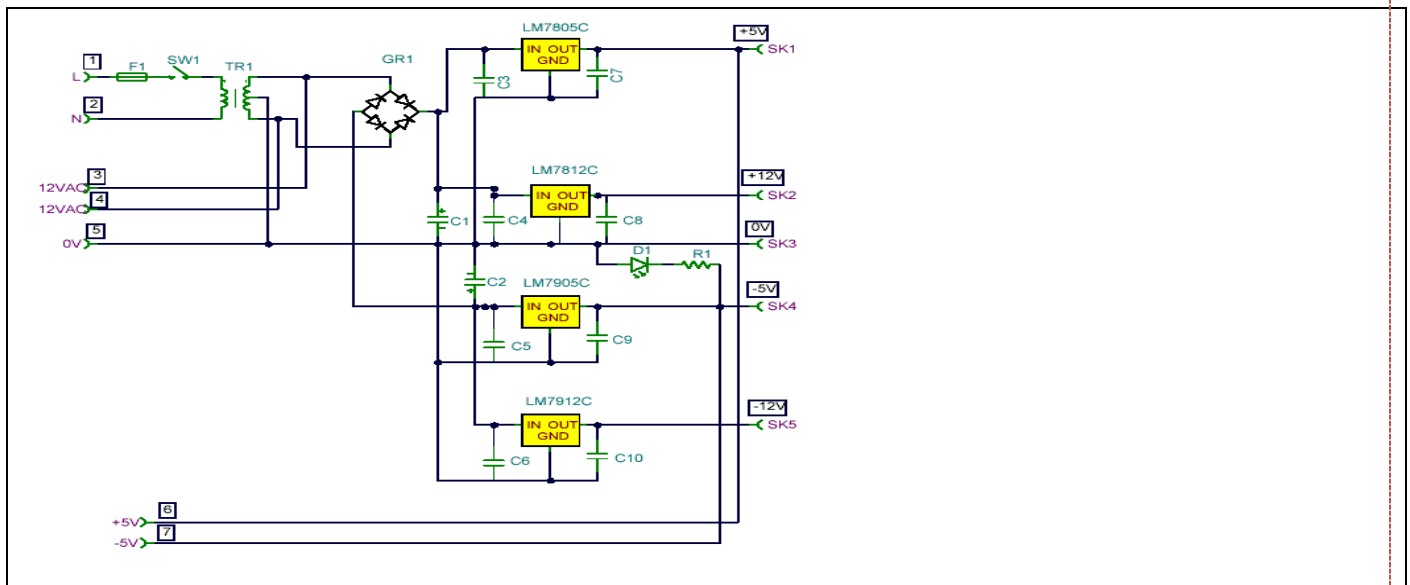 LM7805C
+5V
SK1
IN OUT
GND
C3
C7
GR1
1
L
F1
SW1
TR1
2
N
LM7812C
+12V
SK2
IN OUT
GND
3
12VAC
4
12VAC
C1
C4
C8
5
0V
0V
SK3
D1
R1
C2
LM7905C
-5V
SK4
IN OUT
GND
C5
C9
LM7912C
-12V
SK5
IN OUT
GND
C6
C10
6
+5V
7
-5V